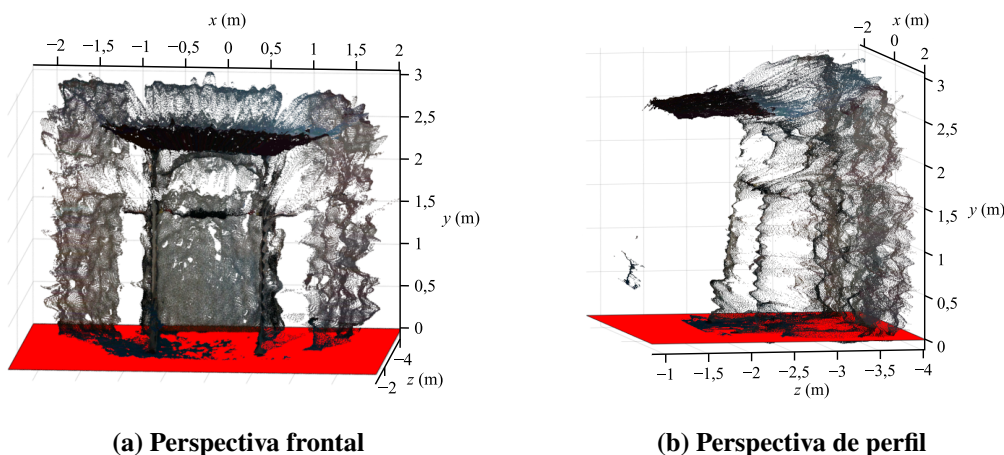 x (m)
−2 −1,5 −1 −0,5 0 0,5 1 1,5 2
3
2,5
2
1,5
y (m)
1
0,5
0
−4
−2
z (m)
(a) Perspectiva frontal
x (m)
−2
0
2
3
2,5
2
1,5
y (m)
1
0,5
0
−1 −1,5 −2 −2,5 −3 −3,5 −4
z (m)
(b) Perspectiva de perfil